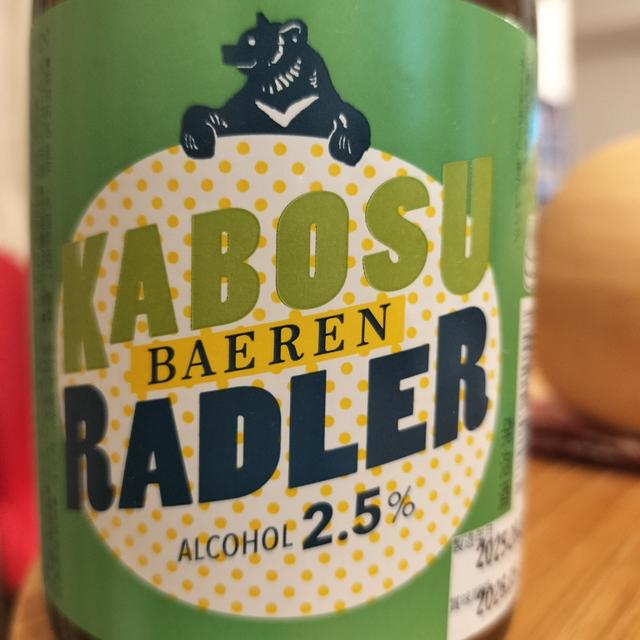 KABOSU
BAEREN
RADLER
ALCOHOL 2.5%